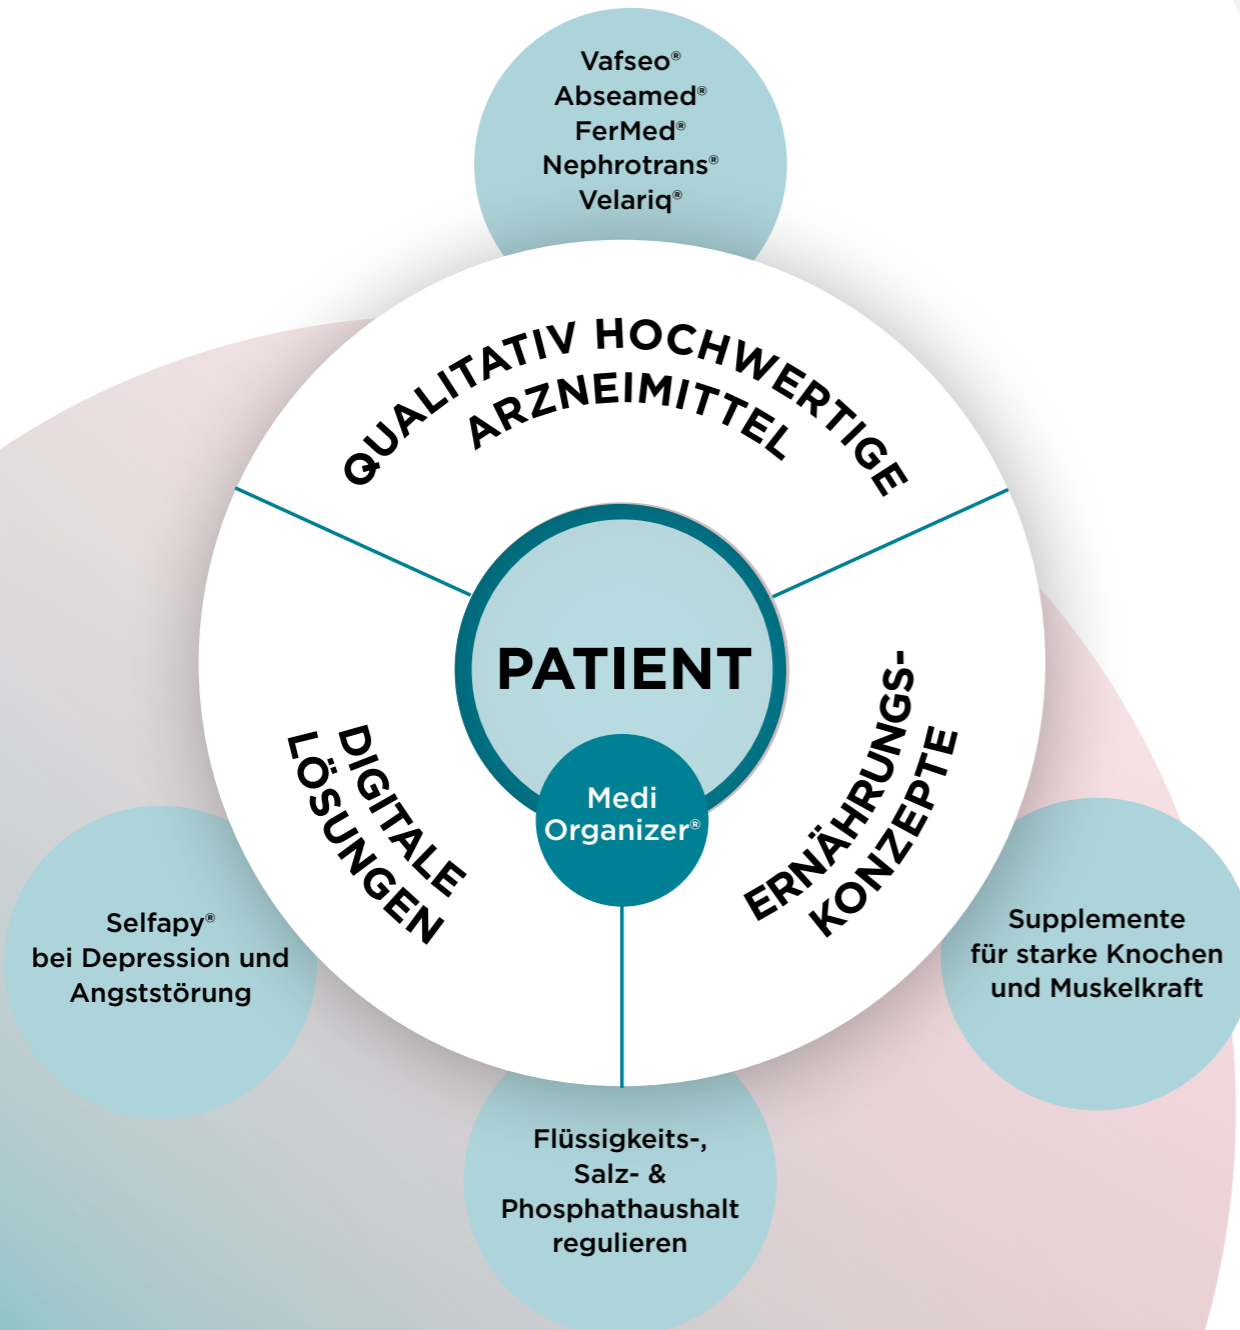 Vafseo®
Abseamed®
FerMed®
Nephrotrans®
Velariq®
QUALITATIV HOCHWERTIGE
ARZNEIMITTEL
PATIENT
Medi
Organizer®
DIGITALE
LÖSUNGEN
ERNÄHRUNGS-
KONZEPTE
Selfapy®
bei Depression und
Angststörung
Supplemente
für starke Knochen
und Muskelkraft
Flüssigkeits-,
Salz- &
Phosphathaushalt
regulieren